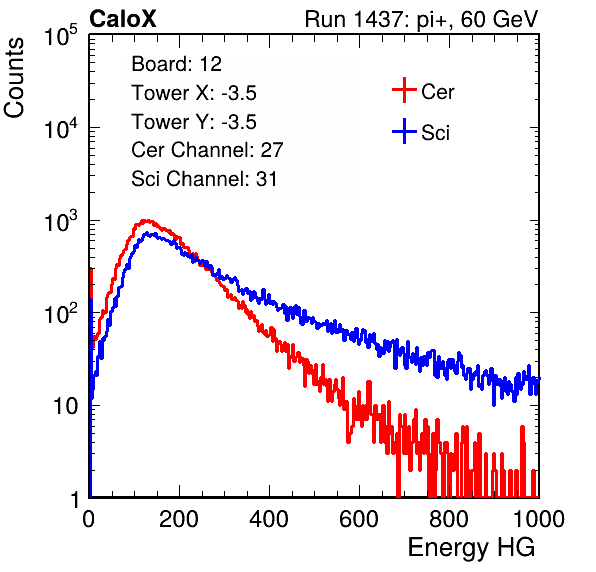 CaloX Run 1437: pi+, 60 GeV
Counts
10^5
10^4
10^3
10^2
10
1
Board: 12
Tower X: -3.5
Tower Y: -3.5
Cer Channel: 27
Sci Channel: 31
Cer
Sci
0 200 400 600 800 1000
Energy HG